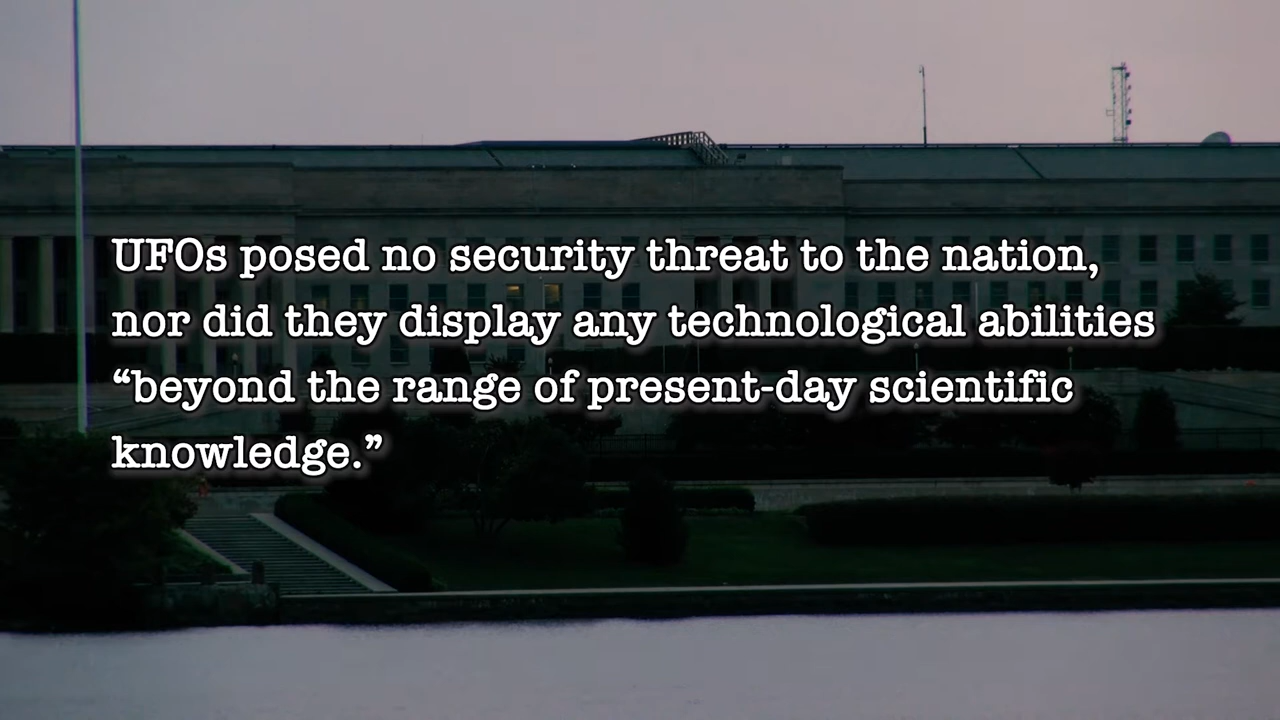 UFOs posed no security threat to the nation,
nor did they display any technological abilities
“beyond the range of present-day scientific
knowledge.”